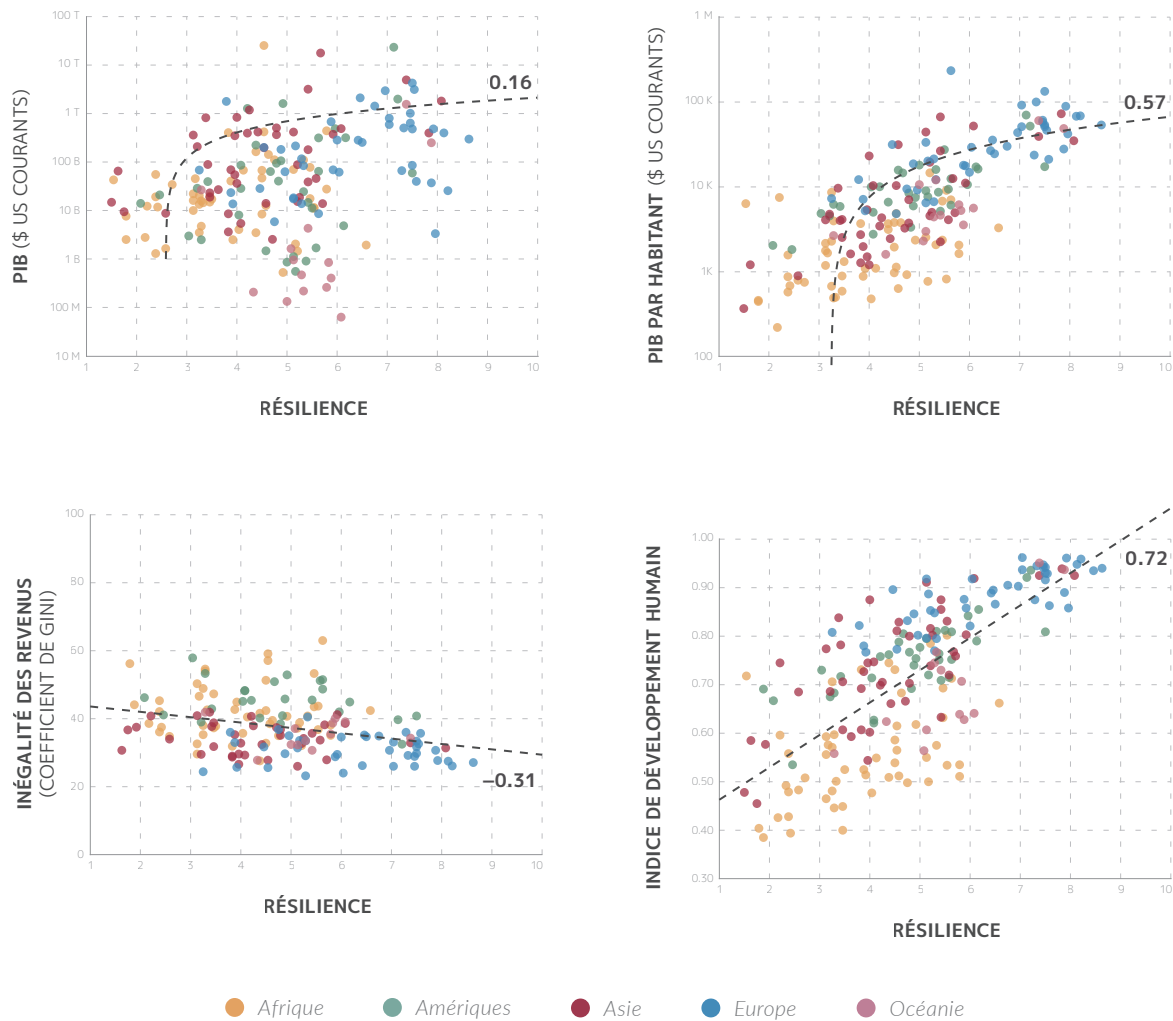 100 T
10 T
1 T
100 B
10 B
1 B
100 M
10 M
PIB ($ US COURANTS)
0.16
1 2 3 4 5 6 7 8 9 10
RÉSILIENCE
1 M
100 K
10 K
1K
100
PIB PAR HABITANT ($ US COURANTS)
0.57
1 2 3 4 5 6 7 8 9 10
RÉSILIENCE
100
80
60
40
20
0
INÉGALITÉ DES REVENUS
(COEFFICIENT DE GINI)
–0.31
1 2 3 4 5 6 7 8 9 10
RÉSILIENCE
1.00
0.90
0.80
0.70
0.60
0.50
0.40
0.30
INDICE DE DÉVELOPPEMENT HUMAIN
0.72
1 2 3 4 5 6 7 8 9 10
RÉSILIENCE
Afrique Amériques Asie Europe Océanie